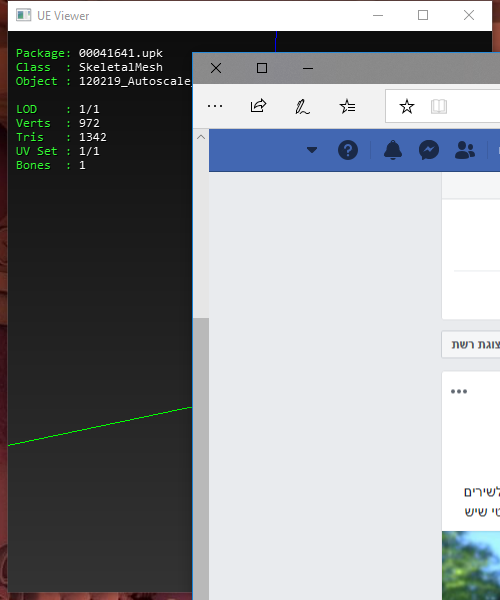 UE Viewer
Package: 00041641.upk
Class : SkeletalMesh
Object : 120219_Autoscale_
LOD : 1/1
Verts : 972
Tris : 1342
UV Set : 1/1
Bones : 1
צוגת רשת
לשירים
טי שיש